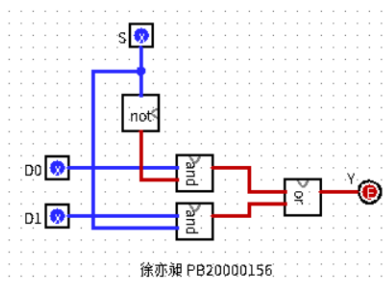 S
x
not
D0
x
and
Y
or
E
D1
x
and
徐亦昶 PB20000156